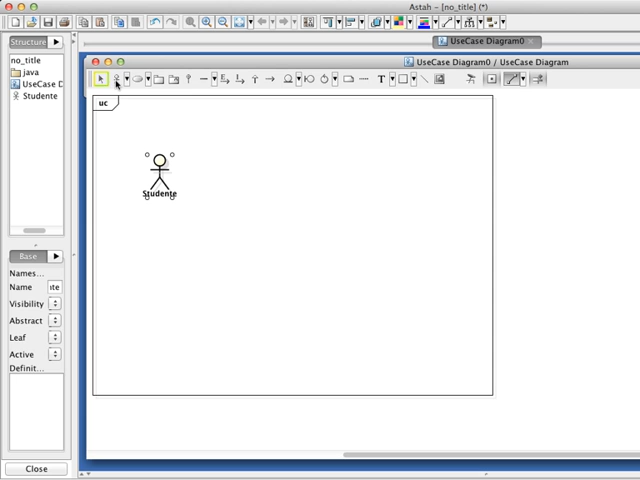 Astah - [no_title] (*)
Structure
UseCase Diagram0
no_title
java
UseCase D
Studente
UseCase Diagram0 / UseCase Diagram
T
uc
Studente
Base
Names...
Name
ite
Visibility
Abstract
Leaf
Active
Definit...
Close